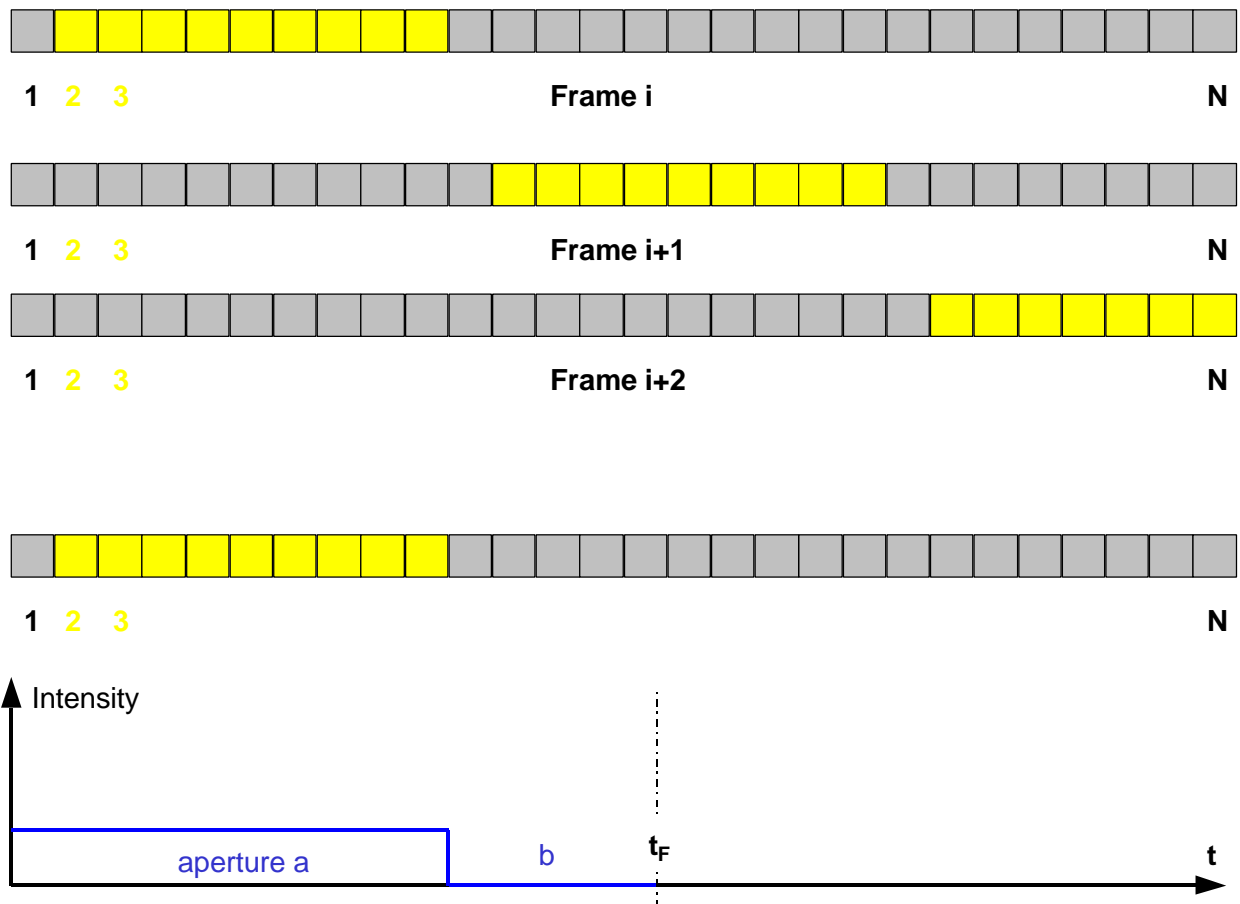 1 2 3 Frame i N
1 2 3 Frame i+1 N
1 2 3 Frame i+2 N
1 2 3 N
Intensity
aperture a b tF t